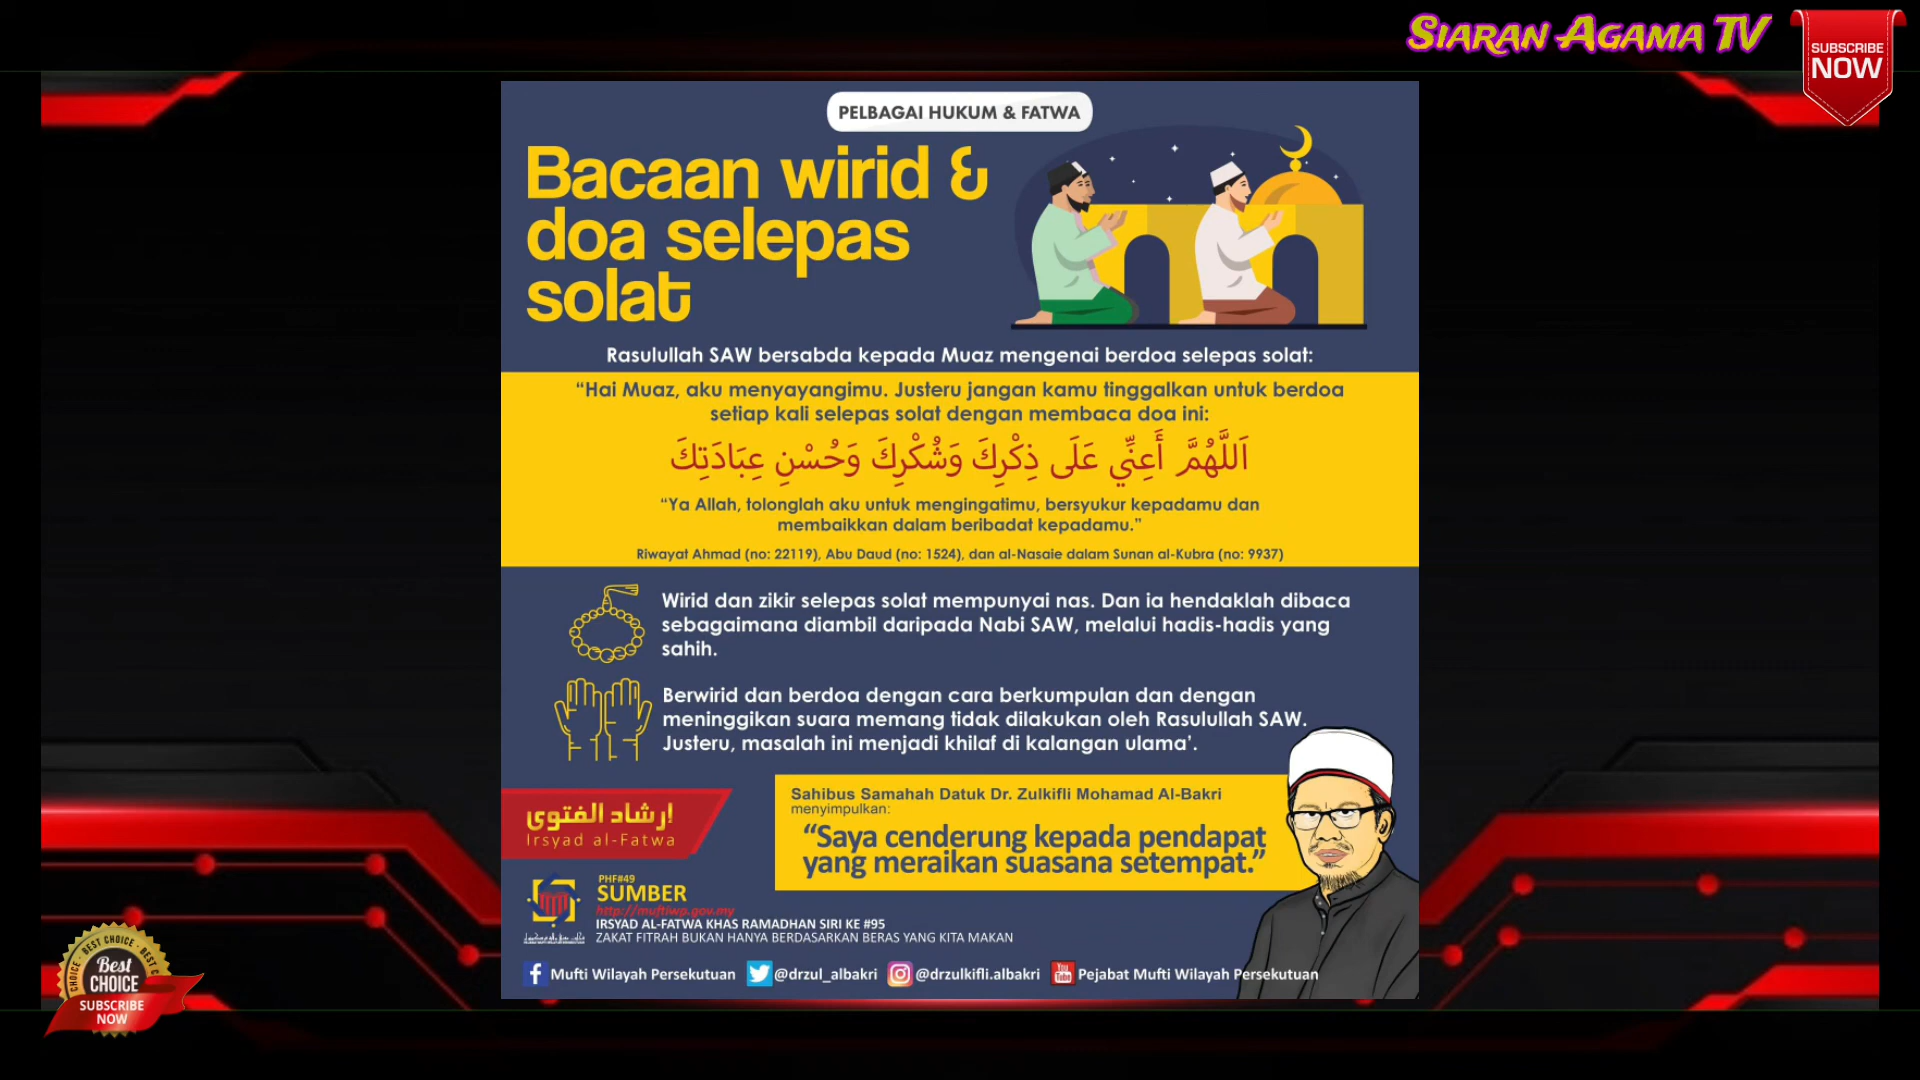 SIARAN AGAMA TV
SUBSCRIBE
NOW
PELBAGAI HUKUM & FATWA
Bacaan wirid &
doa selepas
solat
Rasulullah SAW bersabda kepada Muaz mengenai berdoa selepas solat:
“Hai Muaz, aku menyayangimu. Justeru jangan kamu tinggalkan untuk berdoa
setiap kali selepas solat dengan membaca doa ini:
اَللَّهُمَّ أَعِنِّي عَلَى ذِكْرِكَ وَشُكْرِكَ وَحُسْنِ عِبَادَتِكَ
“Ya Allah, tolonglah aku untuk mengingatimu, bersyukur kepadamu dan
membaikkan dalam beribadat kepadamu.”
Riwayat Ahmad (no: 22119), Abu Daud (no: 1524), dan al-Nasaie dalam Sunan al-Kubra (no: 9937)
Wirid dan zikir selepas solat mempunyai nas. Dan ia hendaklah dibaca
sebagaimana diambil daripada Nabi SAW, melalui hadis-hadis yang
sahih.
Berwirid dan berdoa dengan cara berkumpulan dan dengan
meninggikan suara memang tidak dilakukan oleh Rasulullah SAW.
Justeru, masalah ini menjadi khilaf di kalangan ulama’.
Sahibus Samahah Datuk Dr. Zulkifli Mohamad Al-Bakri
menyimpulkan:
“Saya cenderung kepada pendapat
yang meraikan suasana setempat.”
إرشاد الفتوى
Irsyad al-Fatwa
PHF#49
SUMBER
http://muftiwp.gov.my
IRSYAD AL-FATWA KHAS RAMADHAN SIRI KE #95
ZAKAT FITRAH BUKAN HANYA BERDASARKAN BERAS YANG KITA MAKAN
Mufti Wilayah Persekutuan @drzul_albakri @drzulkifli.albakri You Tube Pejabat Mufti Wilayah Persekutuan
BEST CHOICE
Best
CHOICE
SUBSCRIBE
NOW